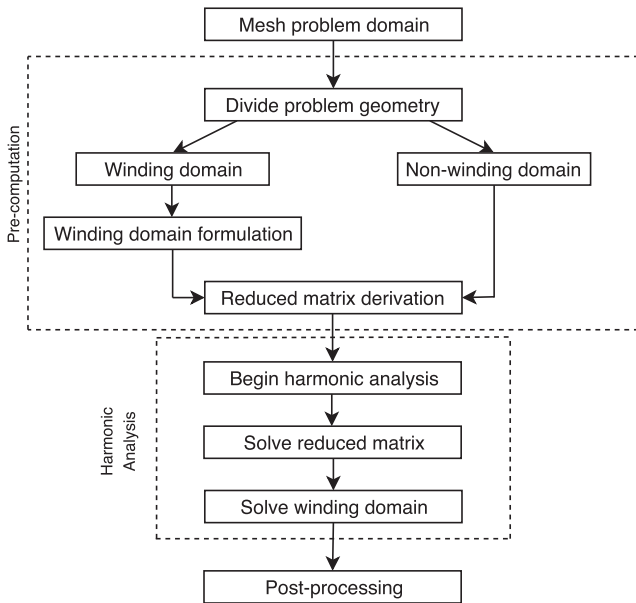 Mesh problem domain
Pre-computation
Divide problem geometry
Winding domain
Non-winding domain
Winding domain formulation
Reduced matrix derivation
Harmonic
Analysis
Begin harmonic analysis
Solve reduced matrix
Solve winding domain
Post-processing